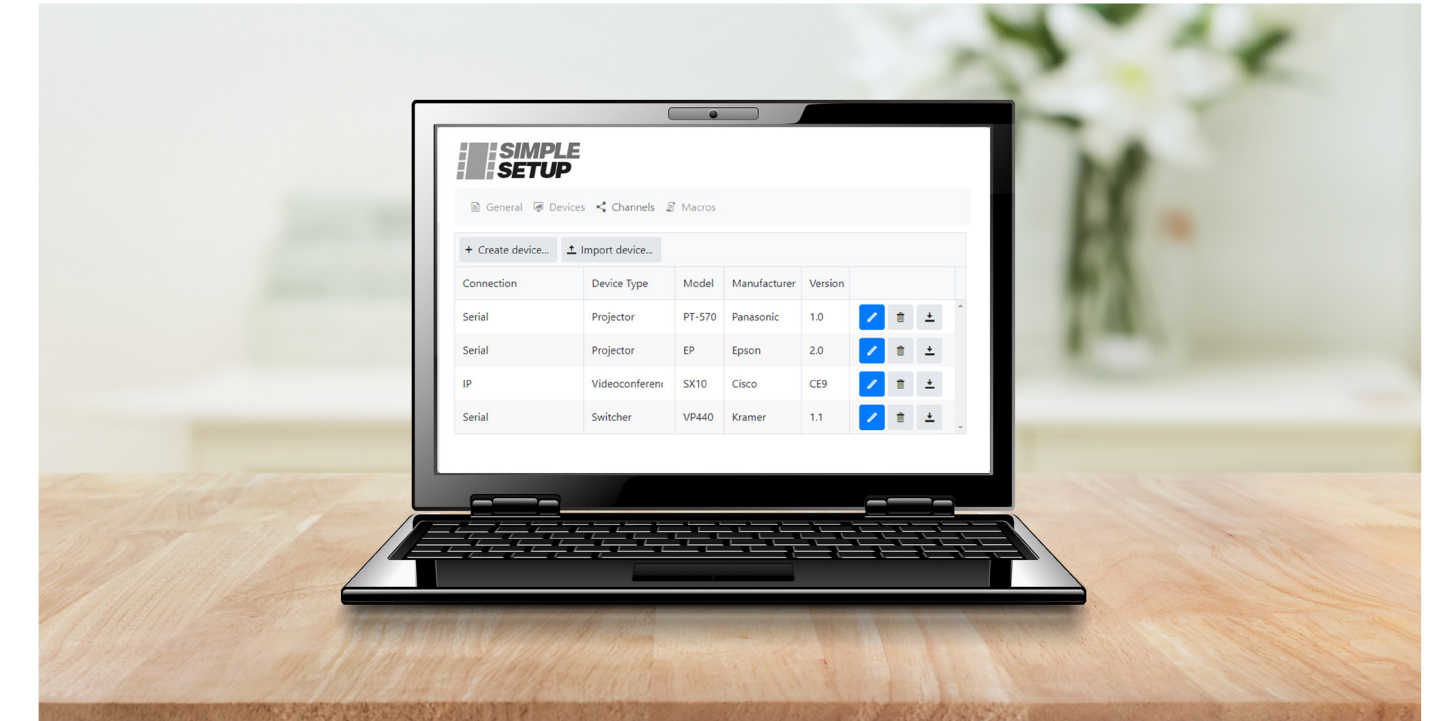 SIMPLE
SETUP
General Devices Channels Macros
+ Create device... Import device...
Connection Device Type Model Manufacturer Version
Serial Projector PT-570 Panasonic 1.0
Serial Projector EP Epson 2.0
IP Videoconferenc SX10 Cisco CE9
Serial Switcher VP440 Kramer 1.1